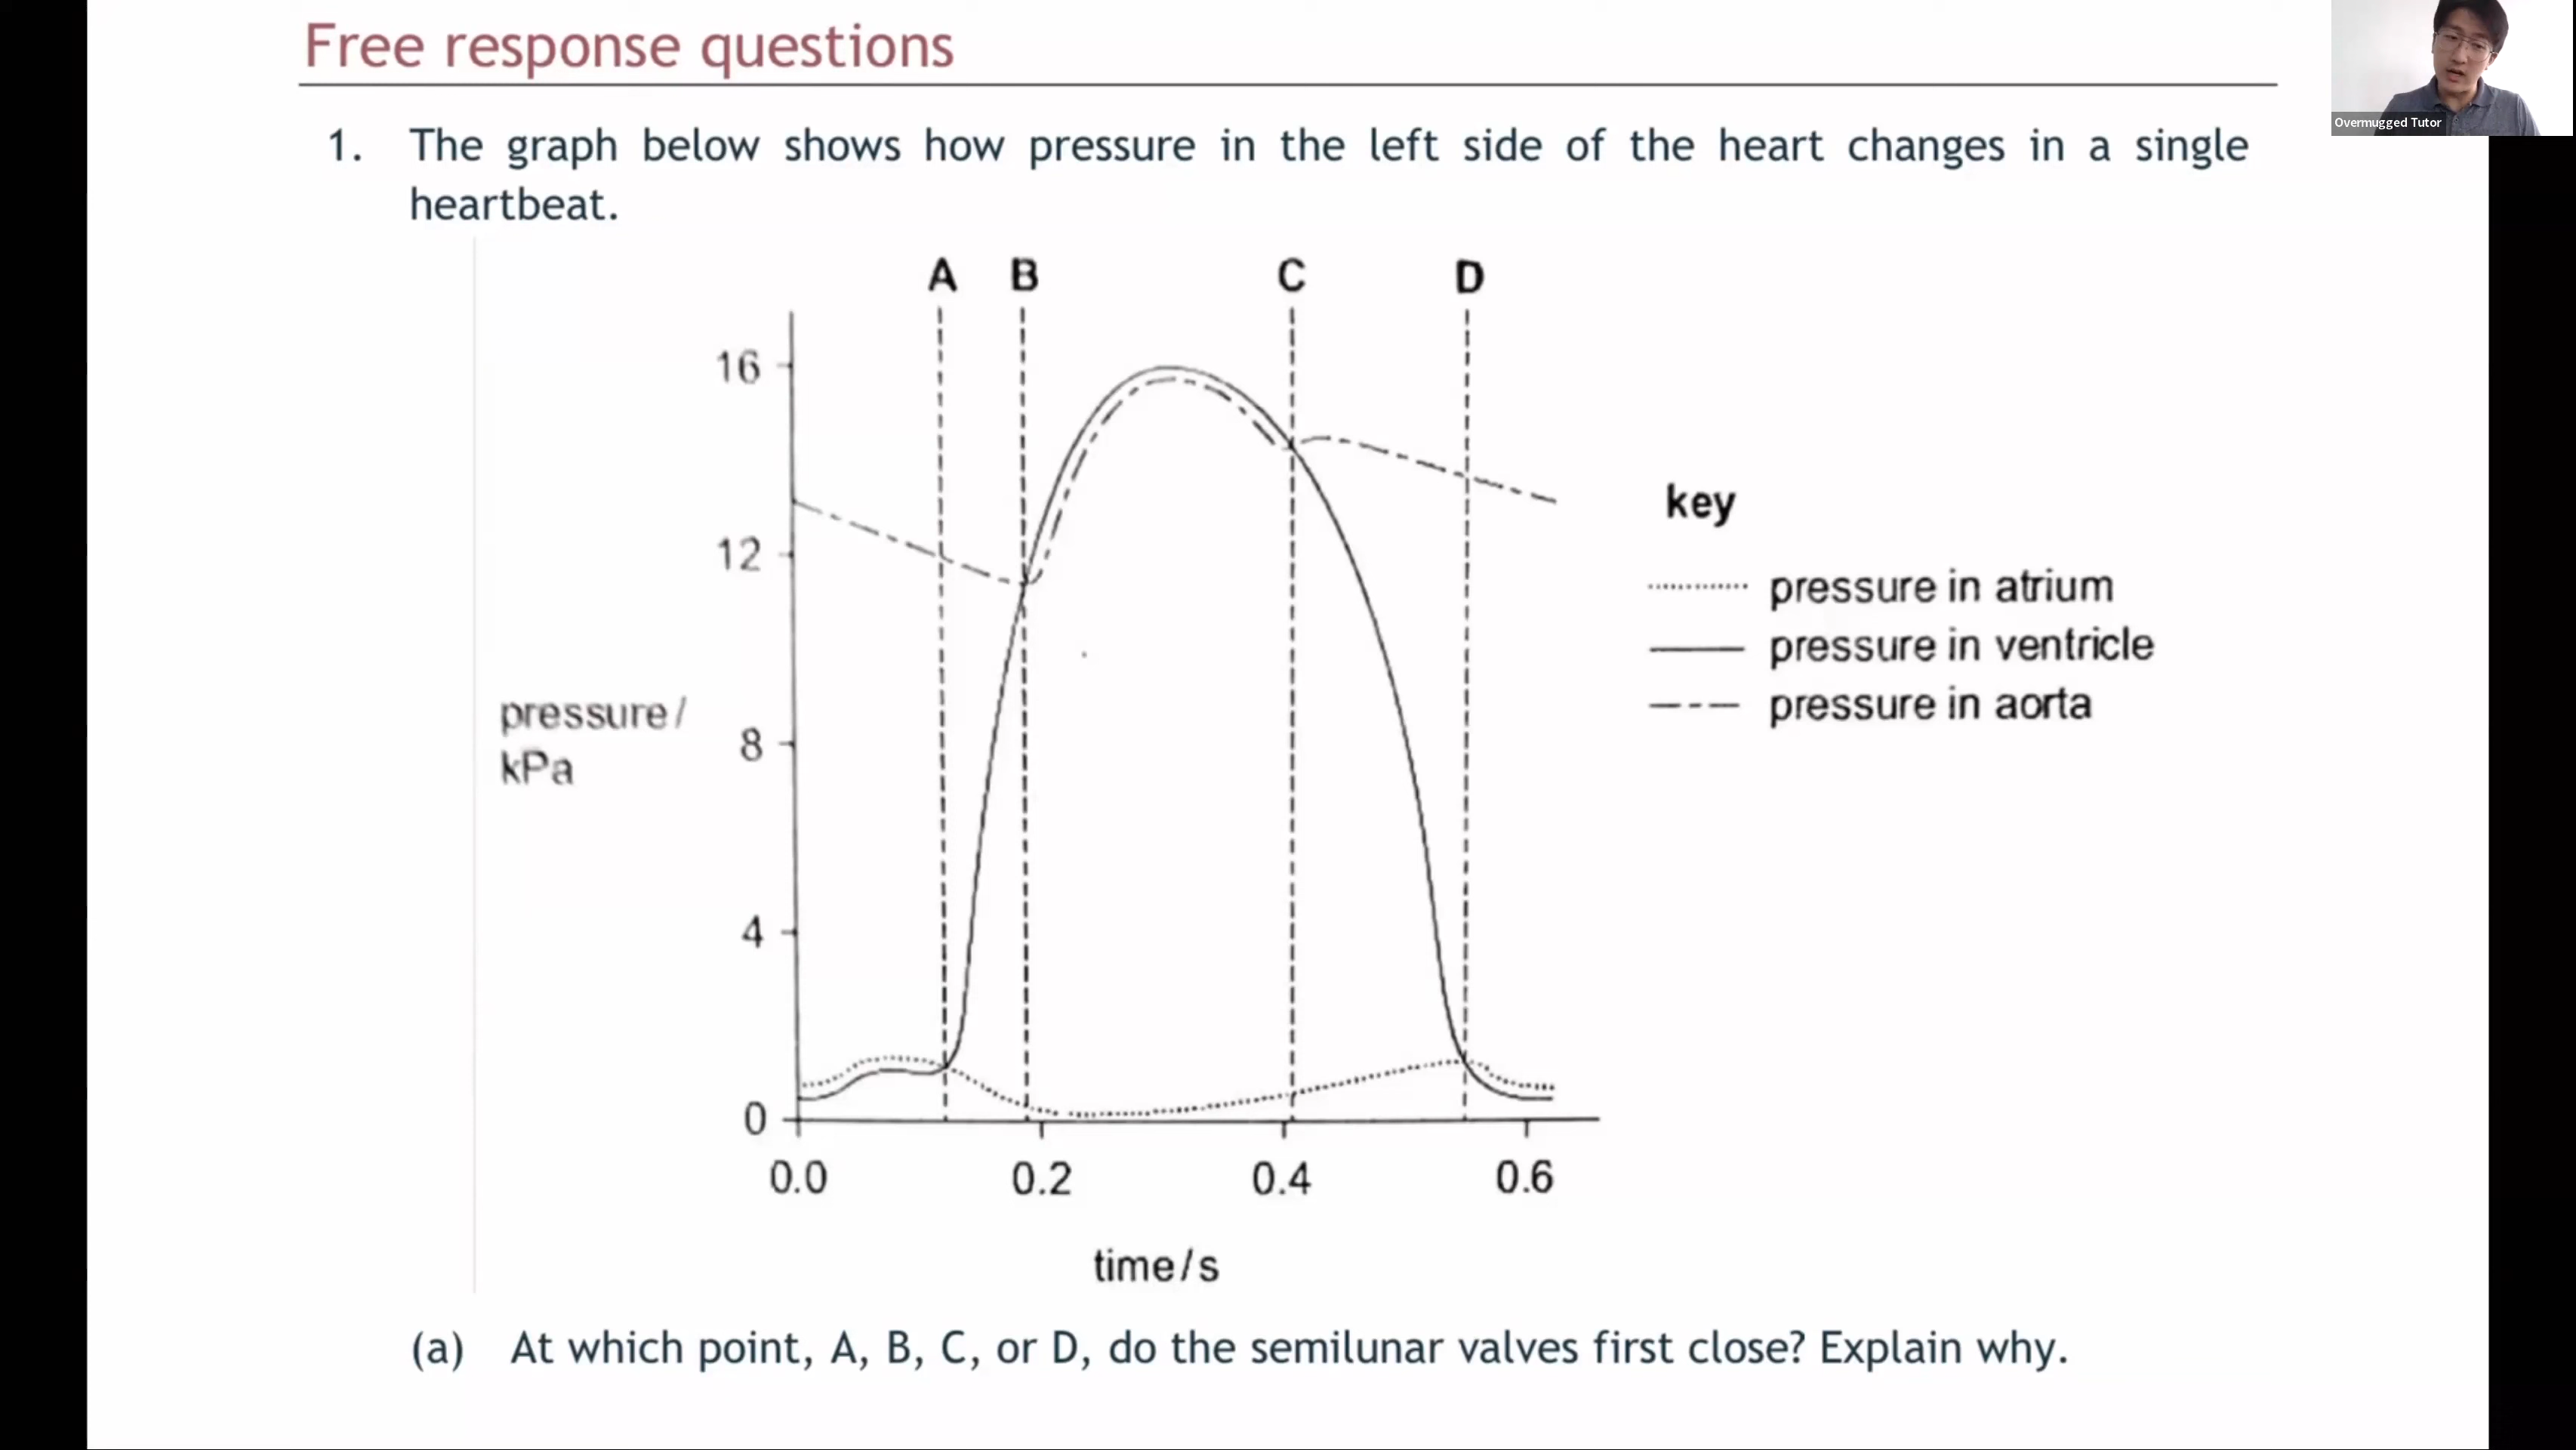 Free response questions
Overmugged Tutor
1. The graph below shows how pressure in the left side of the heart changes in a single
heartbeat.
A B C D
16
12
8
4
0
pressure /
kPa
0.0 0.2 0.4 0.6
time / s
key
pressure in atrium
pressure in ventricle
pressure in aorta
(a) At which point, A, B, C, or D, do the semilunar valves first close? Explain why.